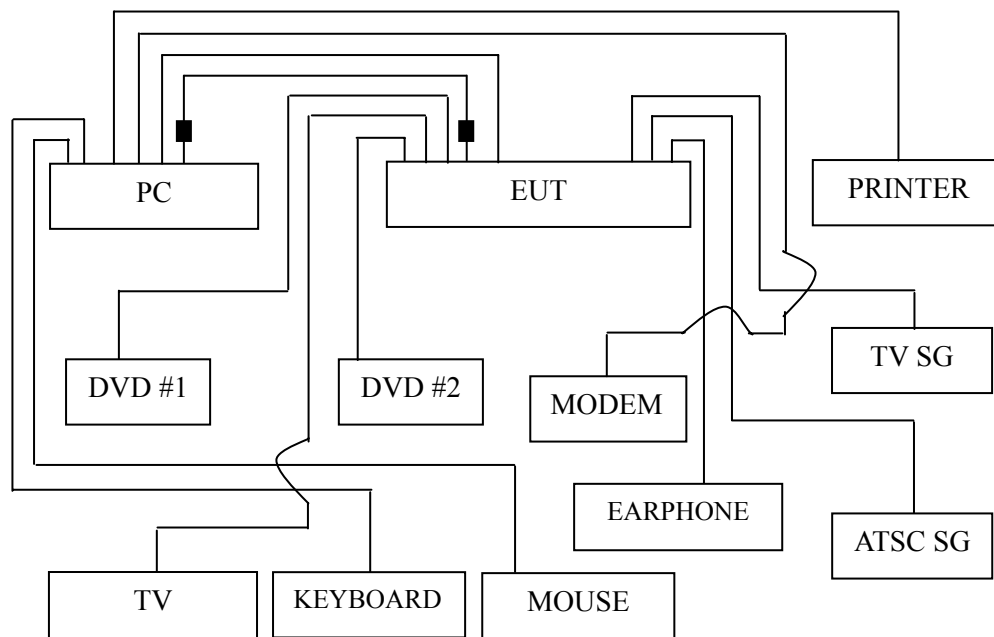 PC
EUT
PRINTER
DVD #1
DVD #2
MODEM
TV SG
EARPHONE
ATSC SG
TV
KEYBOARD
MOUSE